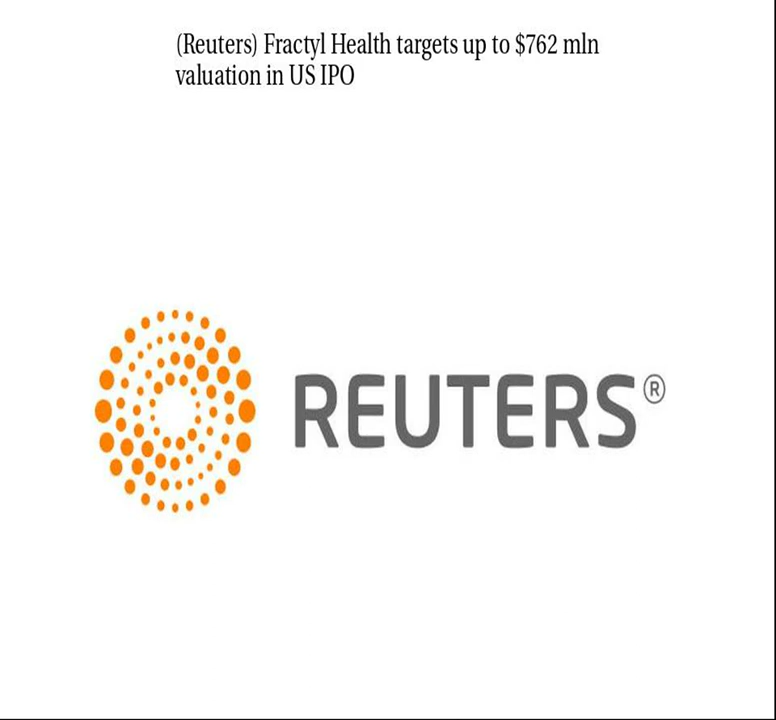 (Reuters) Fractyl Health targets up to $762 mln
valuation in US IPO
REUTERS®